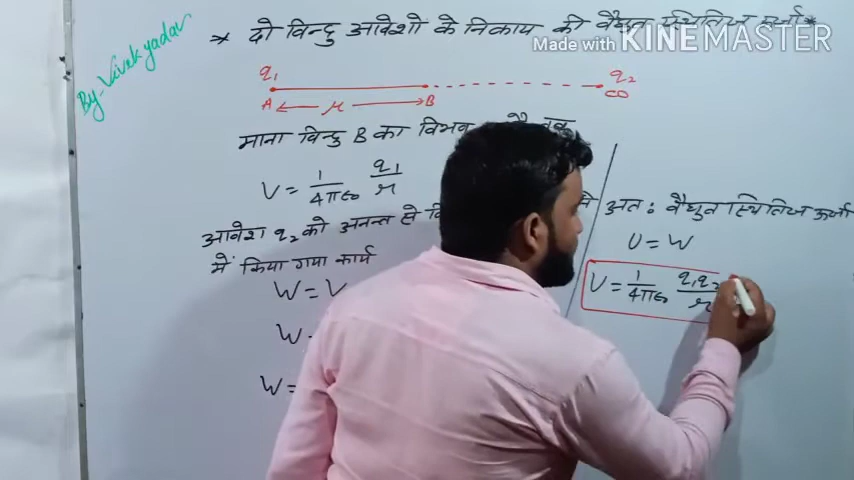 * दो विन्दु आवेशो के निकाय की वैद्युत स्थितिज ऊर्जा *
Made with KINEMASTER
By-Vivek yadav
q₁ q₂
A r B ∞
माना विन्दु B का विभव
V = 1/4πε₀ q₁/r
आवेश q₂ को अनन्त से
में किया गया कार्य
W = V
W
W =
अतः वैद्युत स्थितिज ऊर्जा
U = W
U = 1/4πε₀ q₁q₂/r